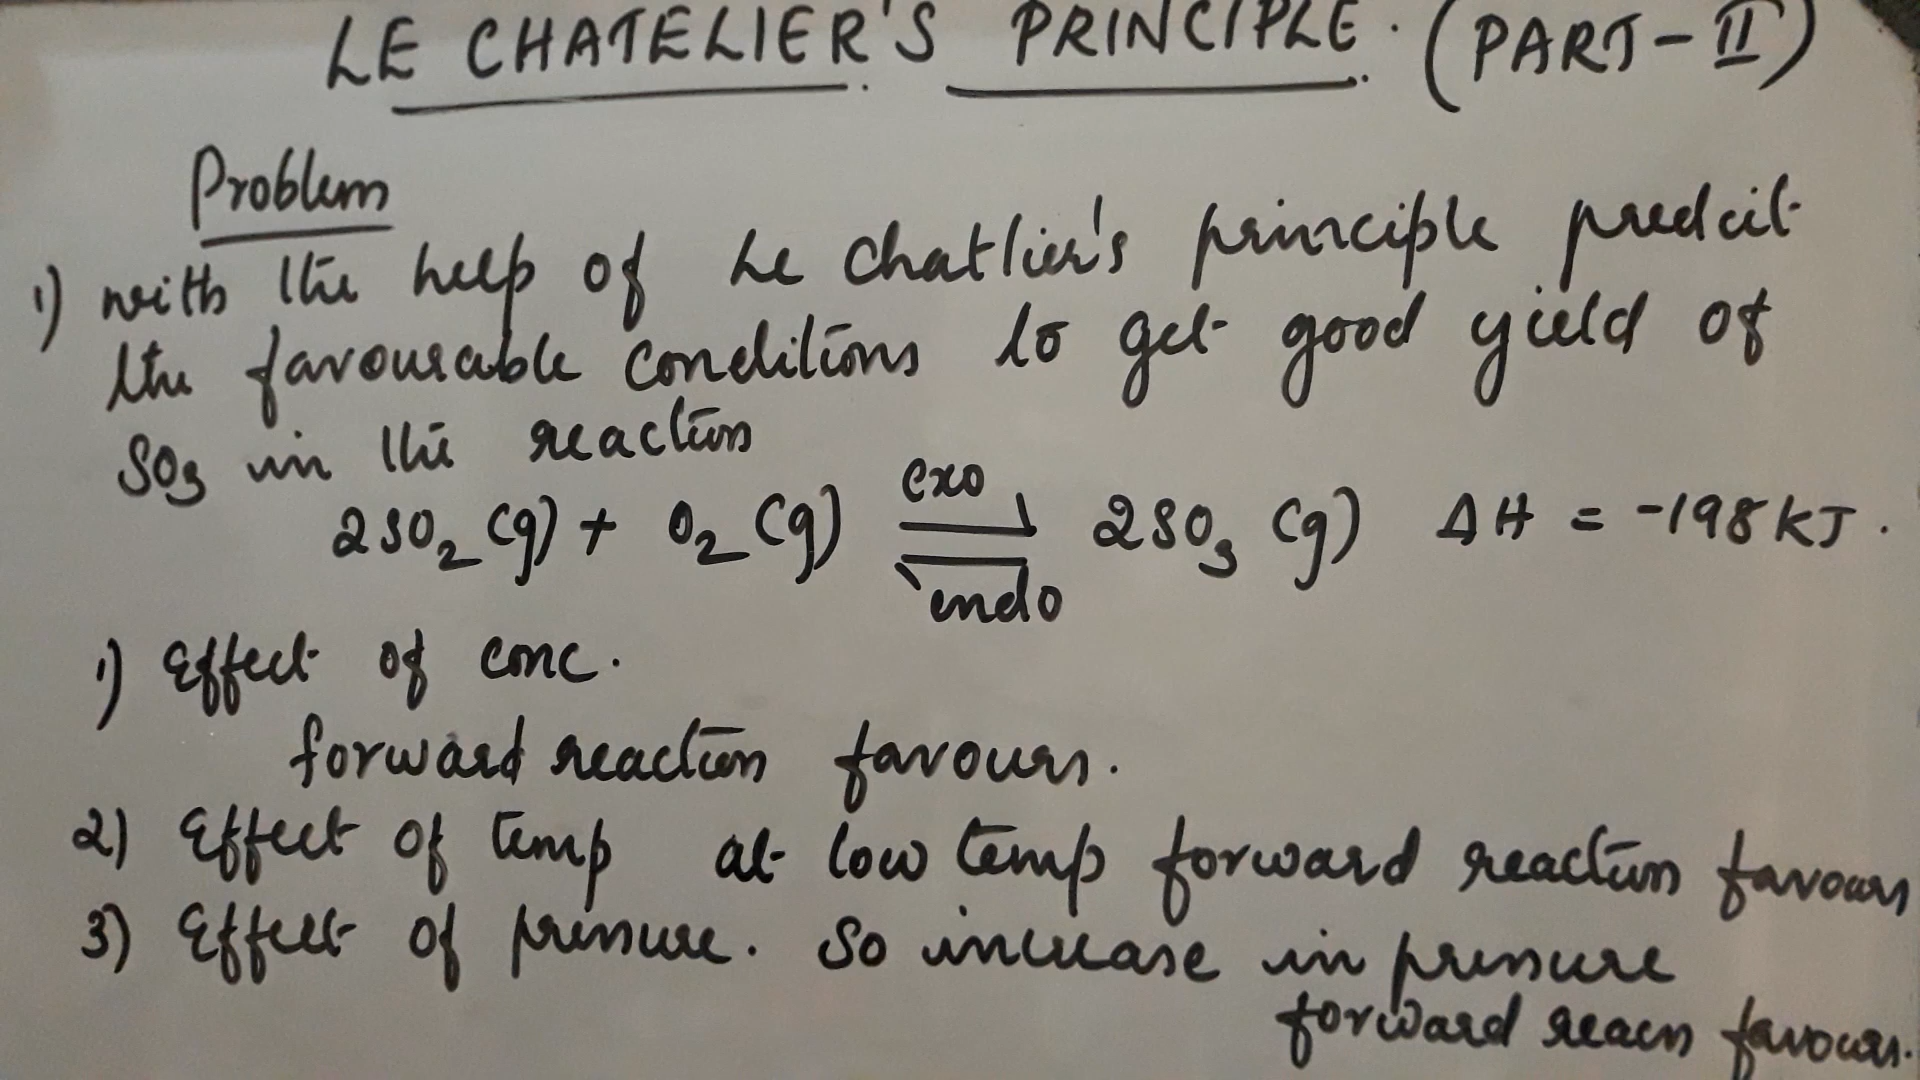 LE CHATELIER'S PRINCIPLE. (PART-II)
Problem
1) with the help of Le Chatlier's principle predcit
the favourable conditions to get good yield of
SO3 in the reaction
2SO2 (g) + O2 (g) exo ⇌ endo 2SO3 (g) ΔH = -198 KJ.
1) Effect of conc.
forward reaction favours.
2) Effect of temp at low temp forward reaction favours
3) Effect of pressure. So increase in pressure
forward reacn favours.